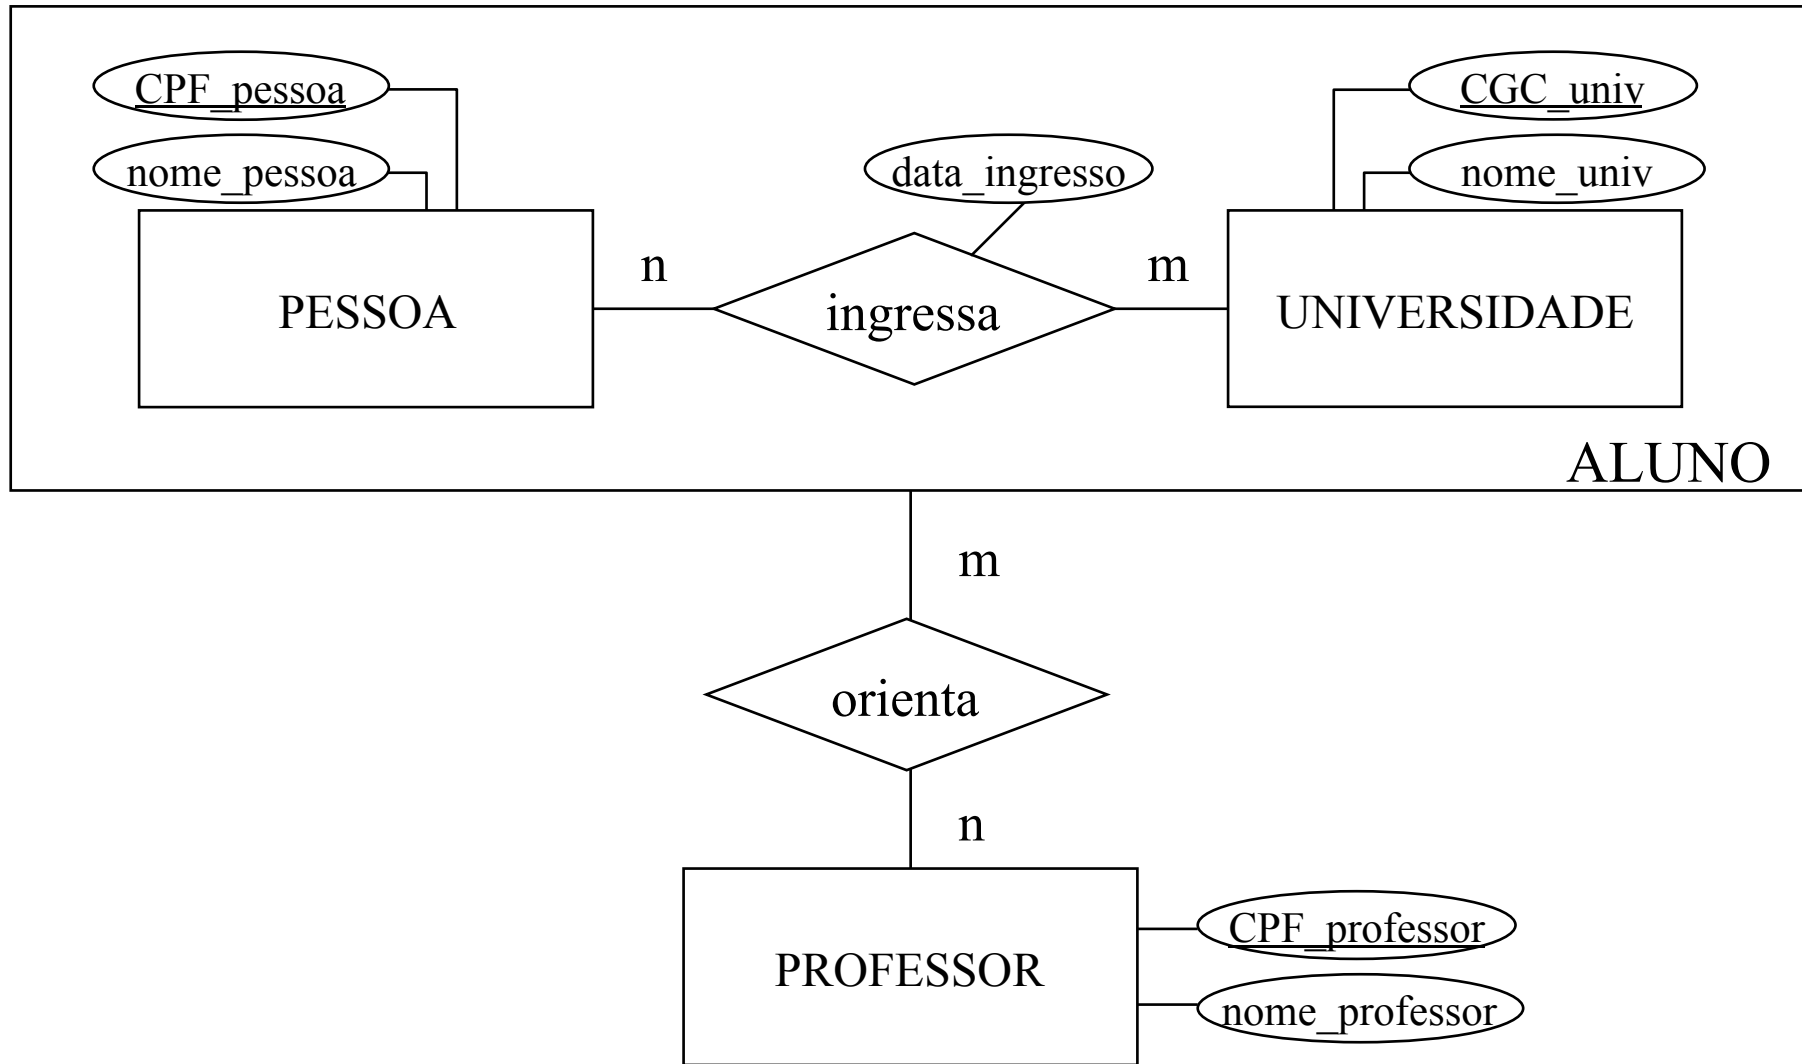 CPF_pessoa
CGC_univ
nome_pessoa
data_ingresso
nome_univ
n
m
PESSOA
ingressa
UNIVERSIDADE
ALUNO
m
orienta
n
CPF_professor
PROFESSOR
nome_professor